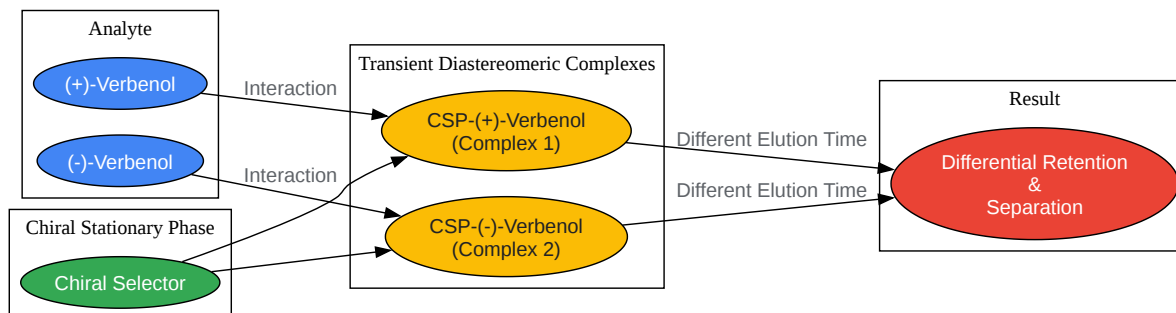 Analyte
(+)-Verbenol
(-)-Verbenol
Chiral Stationary Phase
Chiral Selector
Interaction
Interaction
Transient Diastereomeric Complexes
CSP-(+)-Verbenol
(Complex 1)
CSP-(-)-Verbenol
(Complex 2)
Different Elution Time
Different Elution Time
Result
Differential Retention
&
Separation